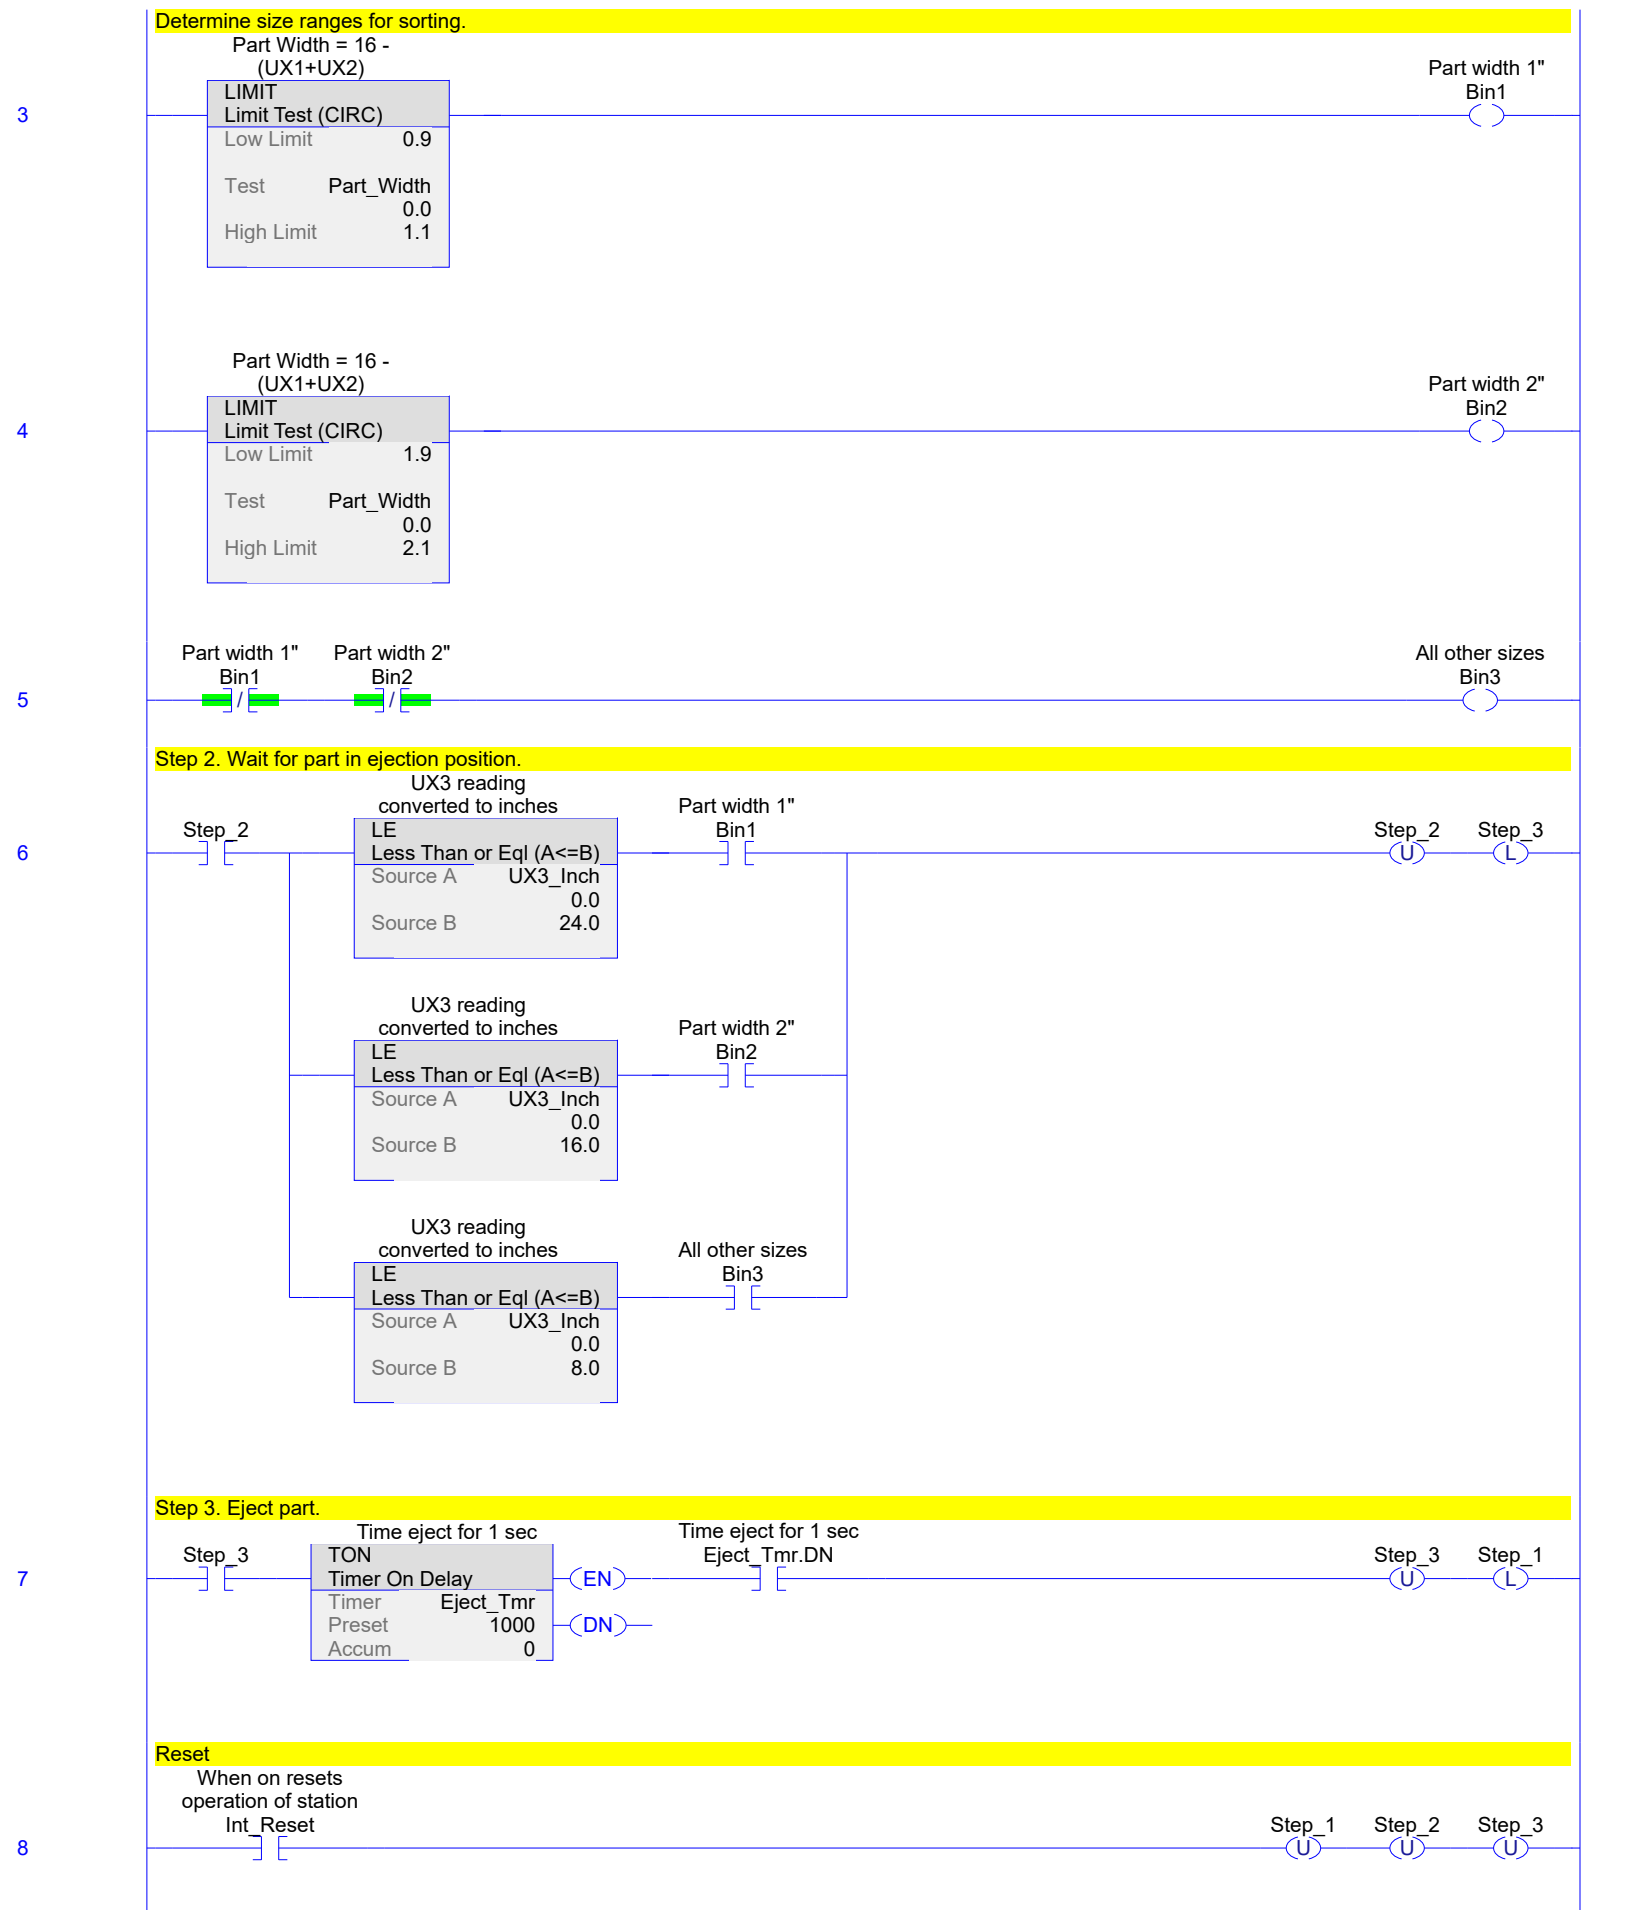 Determine size ranges for sorting.
Part Width = 16 -
(UX1+UX2)
Part width 1"
LIMIT
Bin1
3
Limit Test (CIRC)
Low Limit 0.9
Test Part_Width
0.0
High Limit 1.1
Part Width = 16 -
(UX1+UX2)
Part width 2"
LIMIT
Bin2
4
Limit Test (CIRC)
Low Limit 1.9
Test Part_Width
0.0
High Limit 2.1
Part width 1" Part width 2" All other sizes
Bin1 Bin2 Bin3
5 / /
Step 2. Wait for part in ejection position.
UX3 reading
converted to inches Part width 1"
Step_2 LE Bin1 Step_2 Step_3
6 Less Than or Eql (A<=B) U L
Source A UX3_Inch
0.0
Source B 24.0
UX3 reading
converted to inches Part width 2"
LE Bin2
Less Than or Eql (A<=B)
Source A UX3_Inch
0.0
Source B 16.0
UX3 reading
converted to inches All other sizes
LE Bin3
Less Than or Eql (A<=B)
Source A UX3_Inch
0.0
Source B 8.0
Step 3. Eject part.
Time eject for 1 sec Time eject for 1 sec
Step_3 TON Eject_Tmr.DN Step_3 Step_1
7 Timer On Delay EN U L
Timer Eject_Tmr
Preset 1000 DN
Accum 0
Reset
When on resets
operation of station
Int_Reset Step_1 Step_2 Step_3
8 U U U